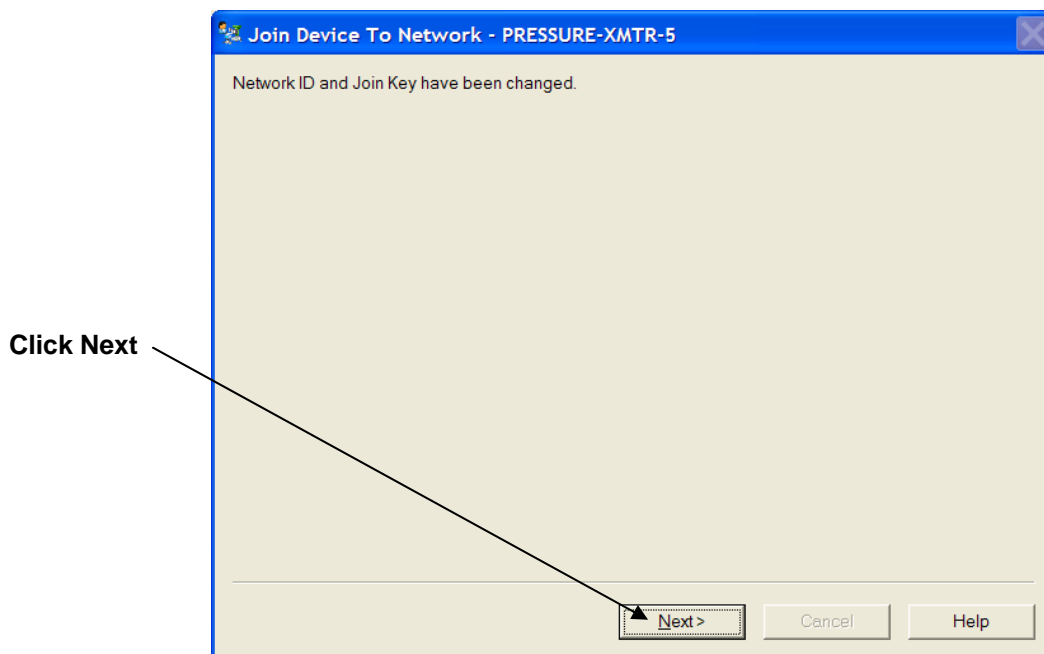 Join Device To Network - PRESSURE-XMTR-5
Network ID and Join Key have been changed.
Click Next
Next >
Cancel
Help